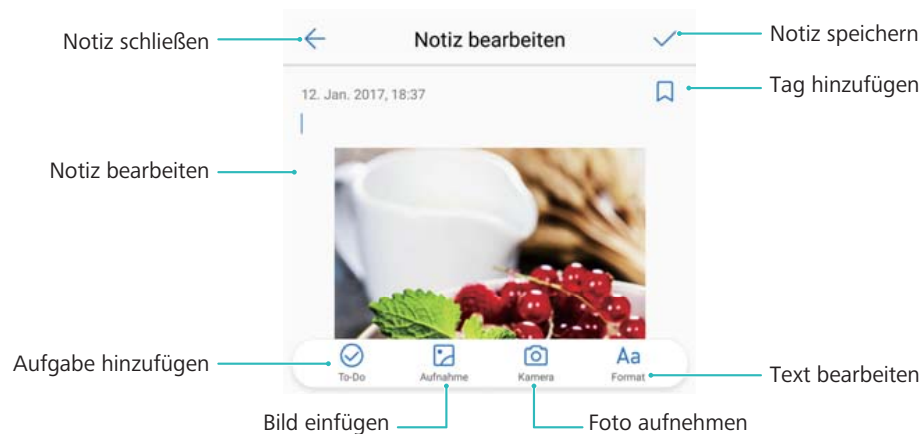 Notiz schließen
Notiz bearbeiten
Notiz speichern
12. Jan. 2017, 18:37
Tag hinzufügen
Notiz bearbeiten
Aufgabe hinzufügen
To-Do
Aufnahme
Kamera
Aa
Format
Text bearbeiten
Bild einfügen
Foto aufnehmen